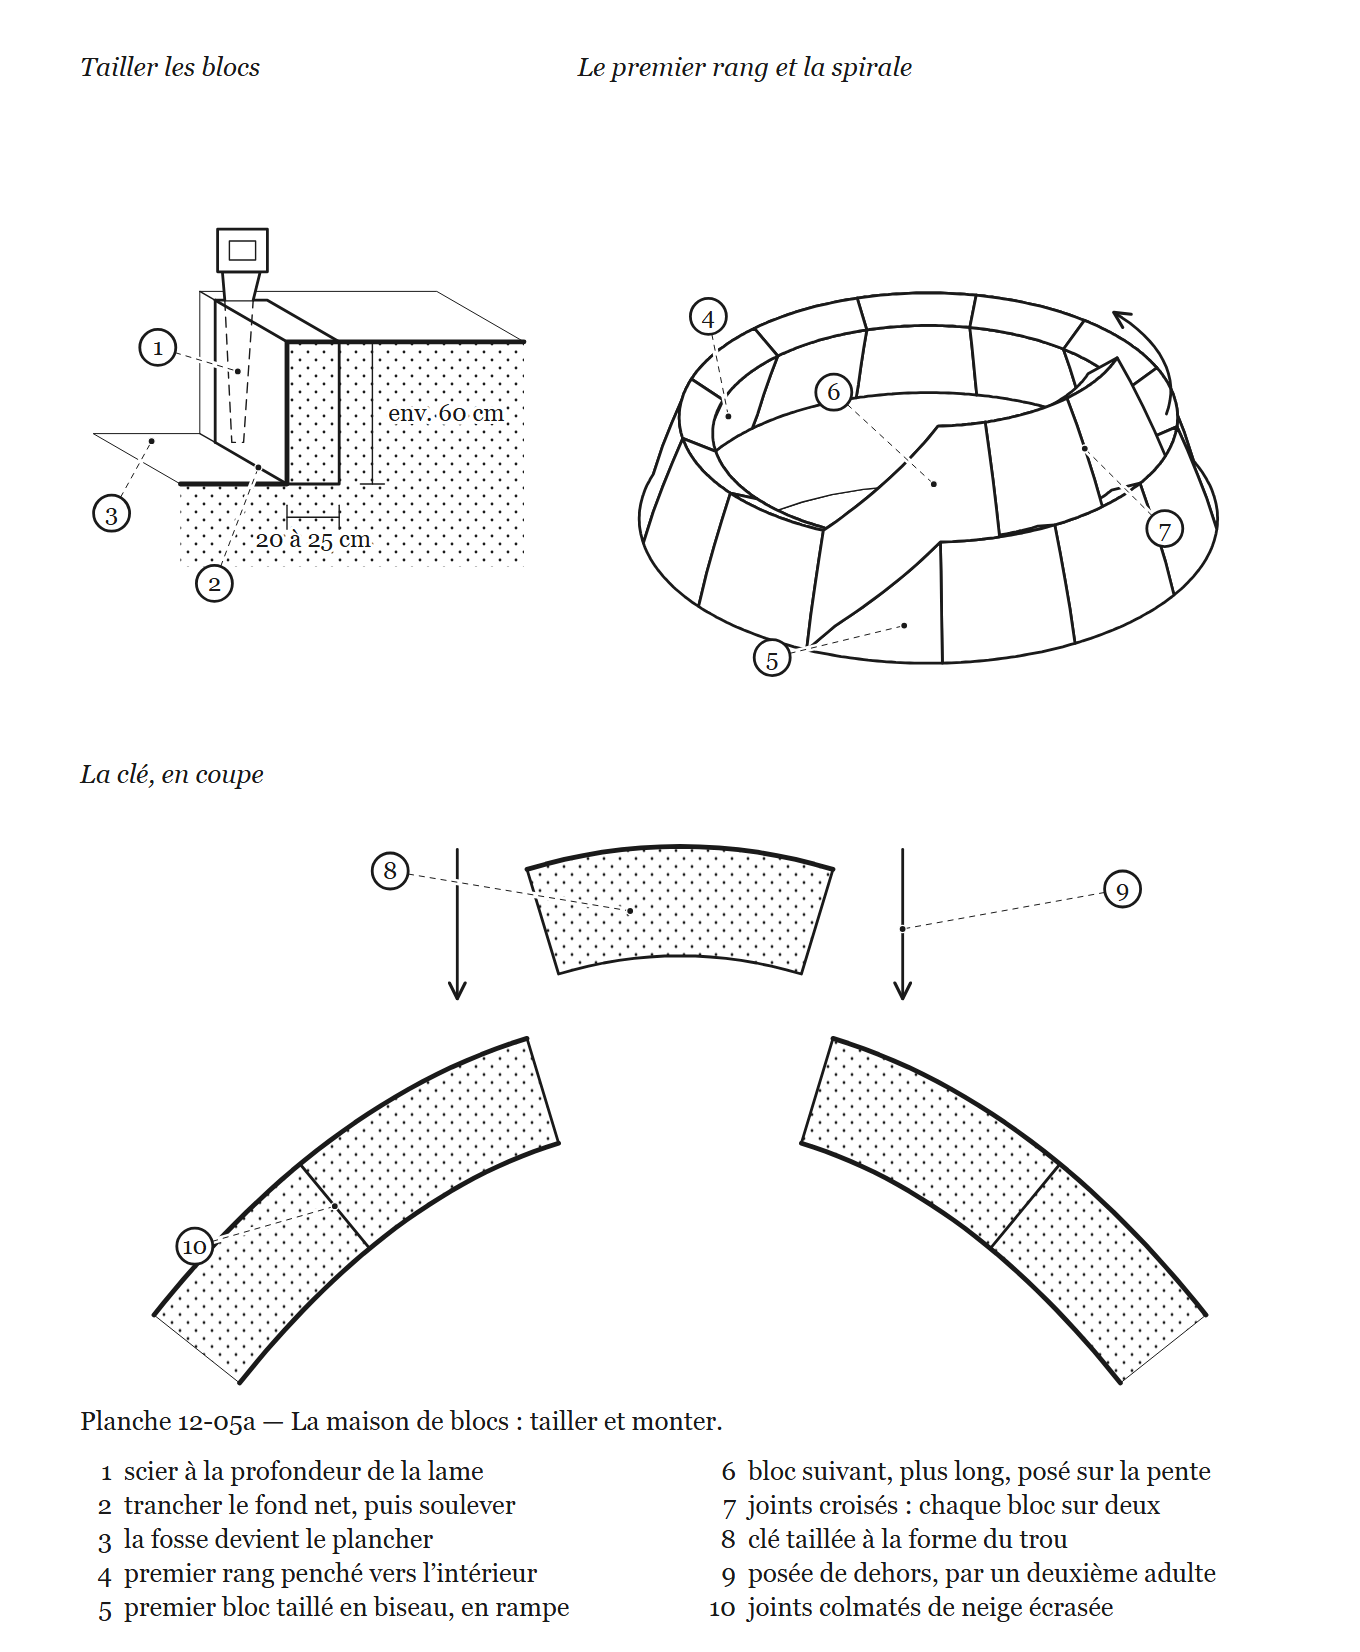 Tailler les blocs
Le premier rang et la spirale
1
env. 60 cm
3
20 à 25 cm
2
4
6
7
5
La clé, en coupe
8
9
10
Planche 12-05a — La maison de blocs : tailler et monter.
1 scier à la profondeur de la lame
2 trancher le fond net, puis soulever
3 la fosse devient le plancher
4 premier rang penché vers l’intérieur
5 premier bloc taillé en biseau, en rampe
6 bloc suivant, plus long, posé sur la pente
7 joints croisés : chaque bloc sur deux
8 clé taillée à la forme du trou
9 posée de dehors, par un deuxième adulte
10 joints colmatés de neige écrasée